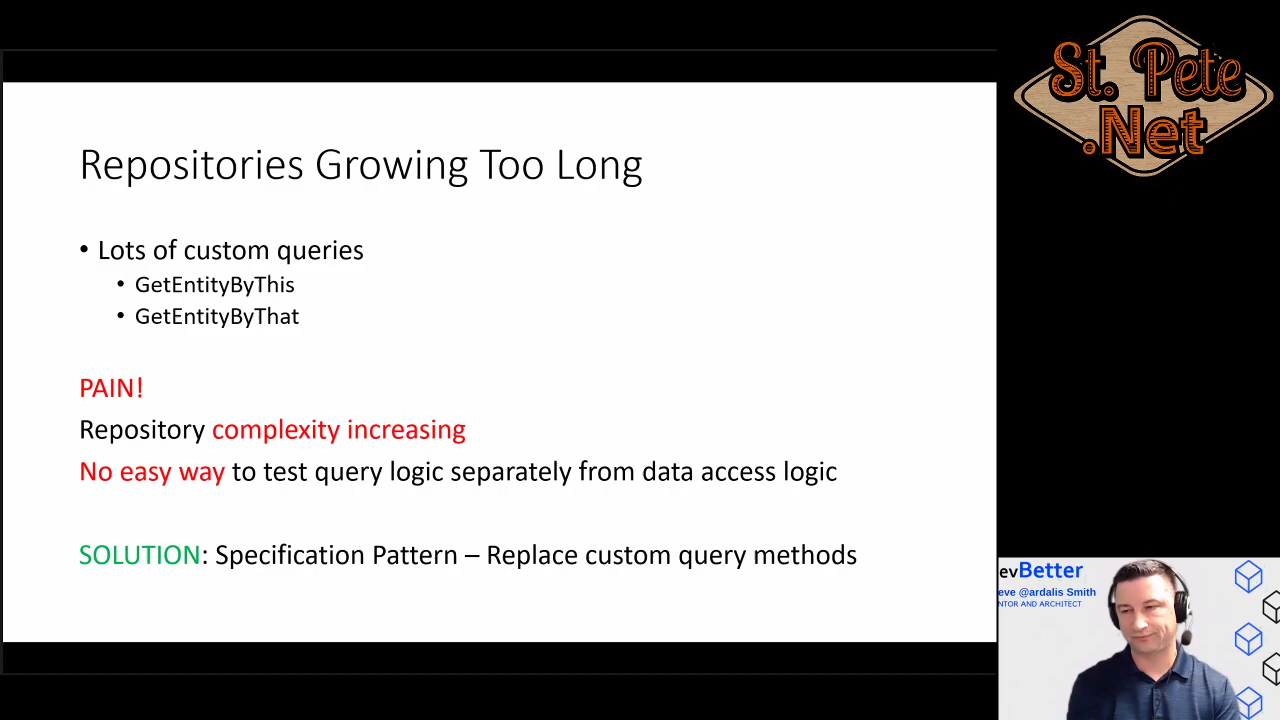 Repositories Growing Too Long
• Lots of custom queries
• GetEntityByThis
• GetEntityByThat
PAIN!
Repository complexity increasing
No easy way to test query logic separately from data access logic
SOLUTION: Specification Pattern – Replace custom query methods
St. Pete
.Net
evBetter
eve @ardalis Smith
NTOR AND ARCHITECT